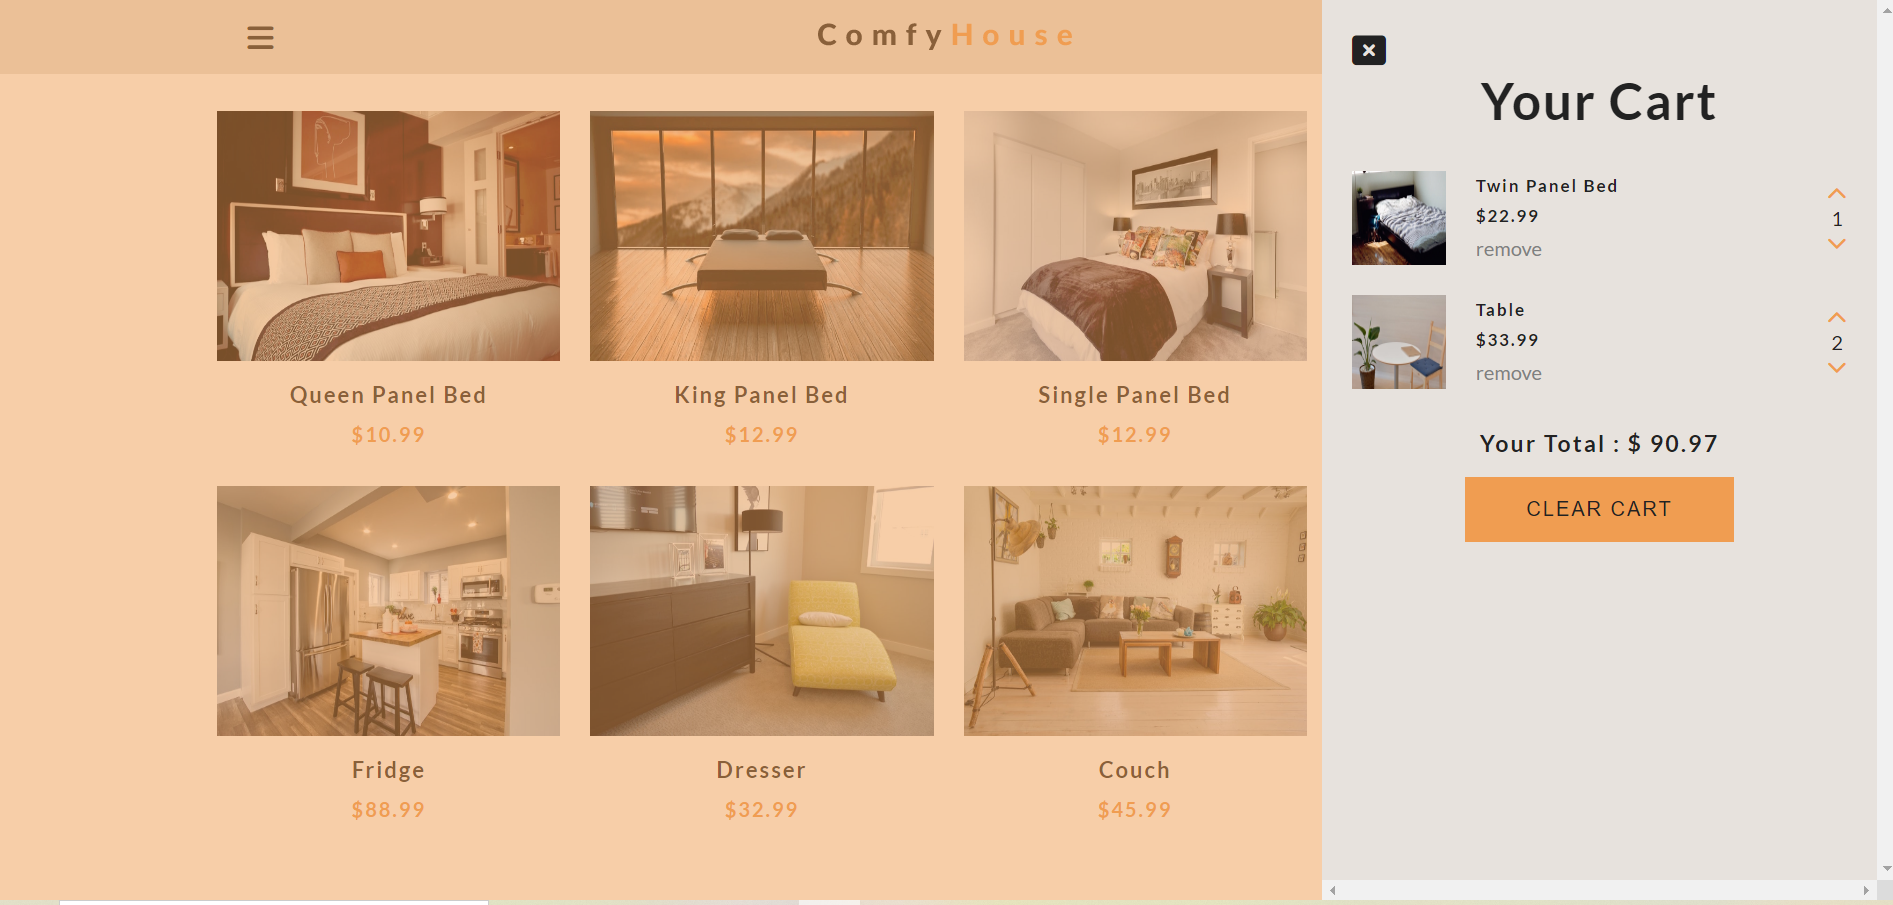 ComfyHouse
Queen Panel Bed
$10.99
King Panel Bed
$12.99
Single Panel Bed
$12.99
Fridge
$88.99
Dresser
$32.99
Couch
$45.99
Your Cart
Twin Panel Bed
$22.99
remove
1
Table
$33.99
remove
2
Your Total : $ 90.97
CLEAR CART